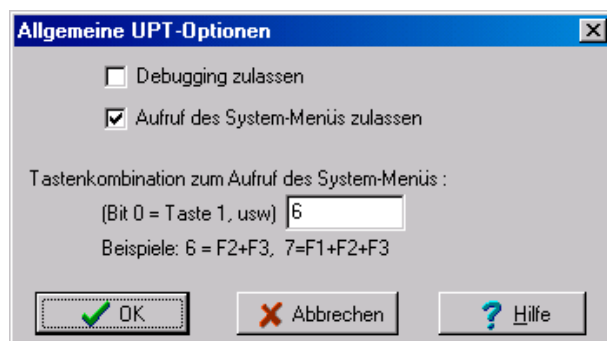 Allgemeine UPT-Optionen
Debugging zulassen
Aufruf des System-Menüs zulassen
Tastenkombination zum Aufruf des System-Menüs :
(Bit 0 = Taste 1, usw) 6
Beispiele: 6 = F2+F3, 7=F1+F2+F3
OK Abbrechen Hilfe